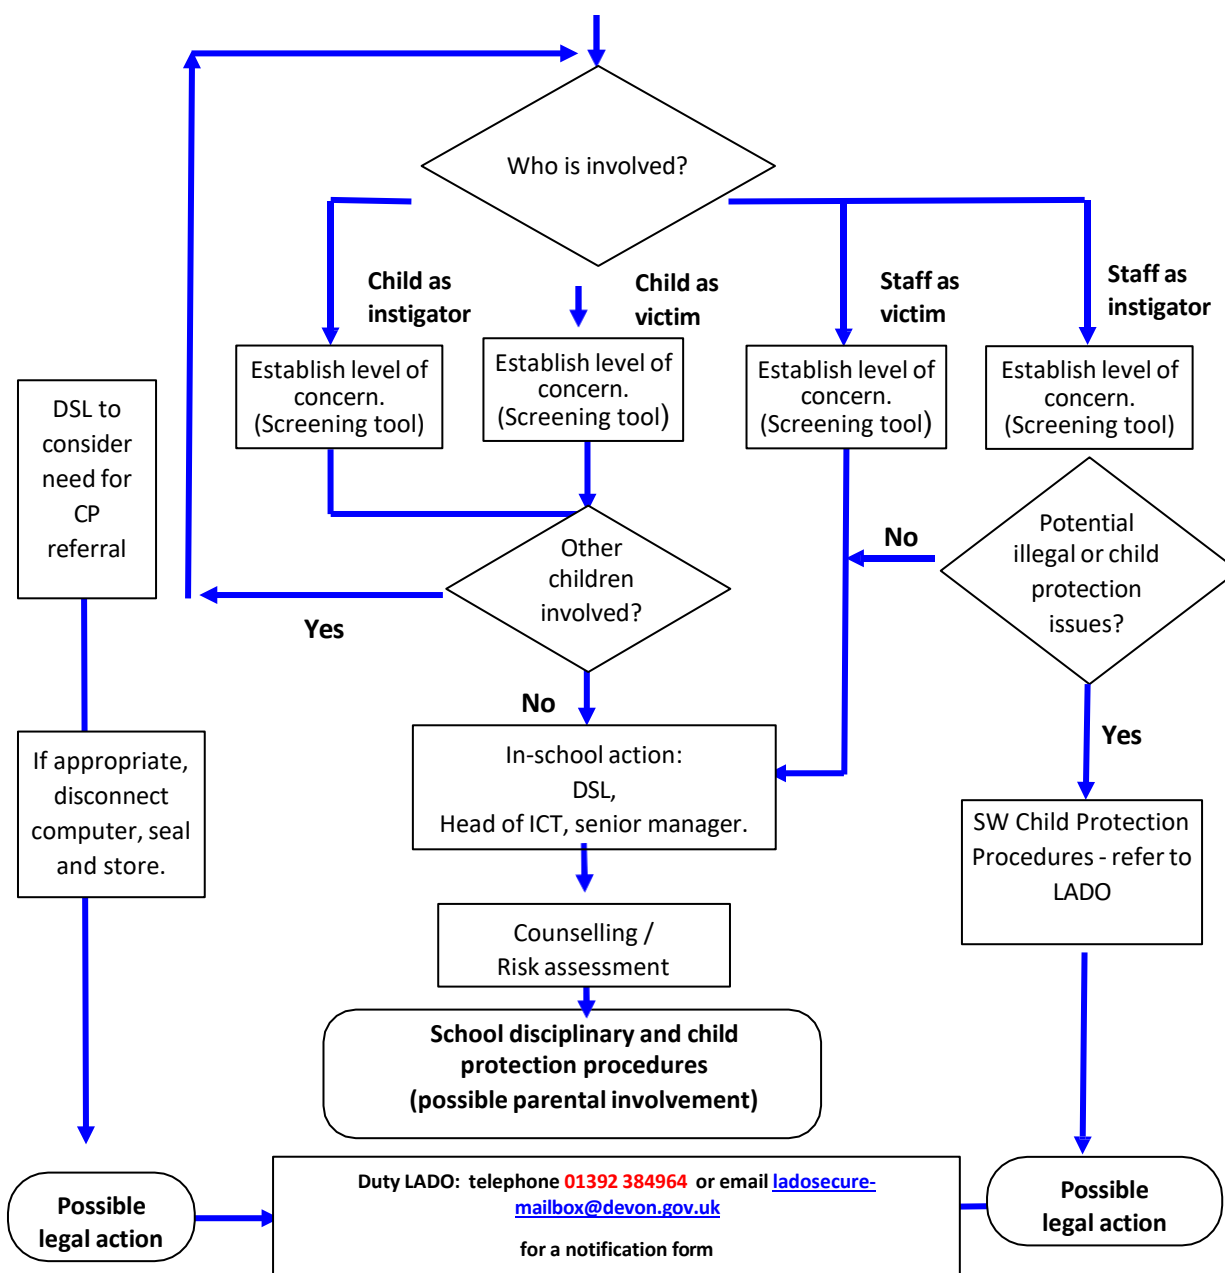 Who is involved?
Child as
instigator
Child as
victim
Staff as
victim
Staff as
instigator
Establish level of
concern.
(Screening tool)
Establish level of
concern.
(Screening tool)
Establish level of
concern.
(Screening tool)
Establish level of
concern.
(Screening tool)
DSL to
consider
need for
CP
referral
Other
children
involved?
Yes
No
No
Potential
illegal or child
protection
issues?
Yes
If appropriate,
disconnect
computer, seal
and store.
In-school action:
DSL,
Head of ICT, senior manager.
SW Child Protection
Procedures - refer to
LADO
Counselling /
Risk assessment
School disciplinary and child
protection procedures
(possible parental involvement)
Possible
legal action
Duty LADO: telephone 01392 384964 or email ladosecure-
mailbox@devon.gov.uk
for a notification form
Possible
legal action